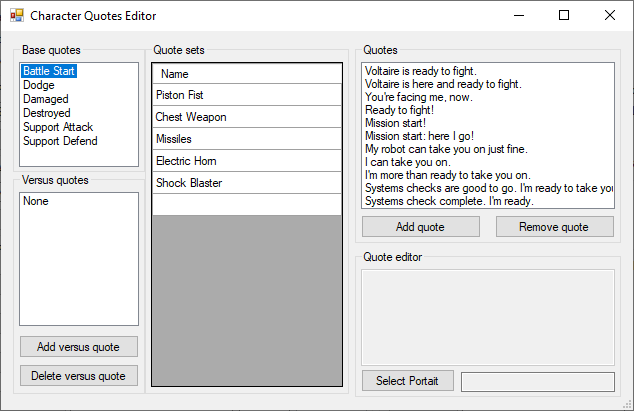 Character Quotes Editor
Base quotes
Battle Start
Dodge
Damaged
Destroyed
Support Attack
Support Defend
Versus quotes
None
Add versus quote
Delete versus quote
Quote sets
Name
Piston Fist
Chest Weapon
Missiles
Electric Horn
Shock Blaster
Quotes
Voltaire is ready to fight.
Voltaire is here and ready to fight.
You're facing me, now.
Ready to fight!
Mission start!
Mission start: here I go!
My robot can take you on just fine.
I can take you on.
I'm more than ready to take you on.
Systems checks are good to go. I'm ready to take you
Systems check complete. I'm ready.
Add quote
Remove quote
Quote editor
Select Portait